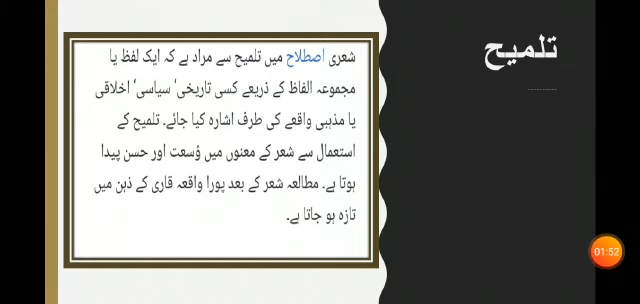 تلمیح
شعری اصطلاح میں تلمیح سے مراد ہے کہ ایک لفظ یا
مجموعہ الفاظ کے ذریعے کسی تاریخی‘ سیاسی‘ اخلاقی
یا مذہبی واقعے کی طرف اشارہ کیا جائے۔ تلمیح کے
استعمال سے شعر کے معنوں میں وُسعت اور حسن پیدا
ہوتا ہے۔ مطالعہ شعر کے بعد پورا واقعہ قاری کے ذہن میں
تازہ ہو جاتا ہے۔
01:52